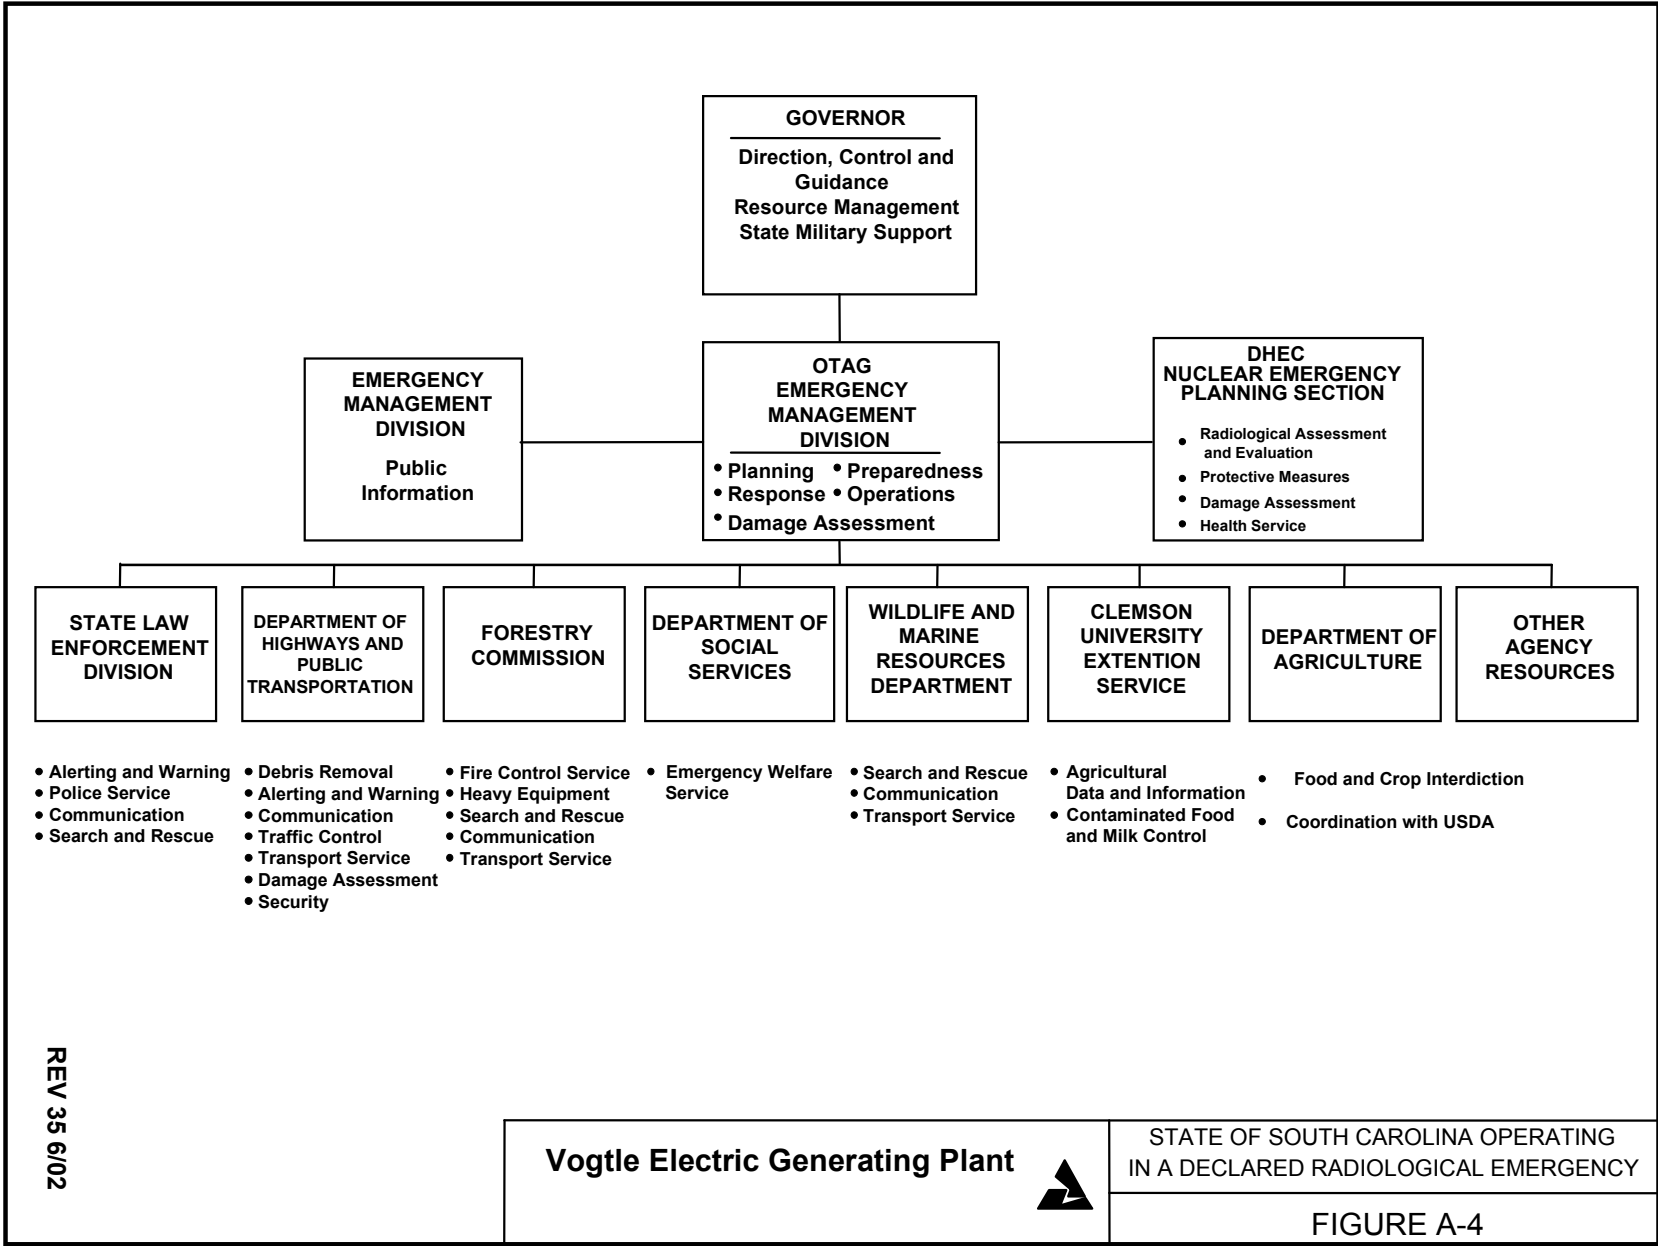 GOVERNOR
Direction, Control and
Guidance
Resource Management
State Military Support
EMERGENCY
MANAGEMENT
DIVISION
Public
Information
OTAG
EMERGENCY
MANAGEMENT
DIVISION
• Planning • Preparedness
• Response • Operations
• Damage Assessment
DHEC
NUCLEAR EMERGENCY
PLANNING SECTION
• Radiological Assessment
and Evaluation
• Protective Measures
• Damage Assessment
• Health Service
STATE LAW
ENFORCEMENT
DIVISION
DEPARTMENT OF
HIGHWAYS AND
PUBLIC
TRANSPORTATION
FORESTRY
COMMISSION
DEPARTMENT OF
SOCIAL
SERVICES
WILDLIFE AND
MARINE
RESOURCES
DEPARTMENT
CLEMSON
UNIVERSITY
EXTENTION
SERVICE
DEPARTMENT OF
AGRICULTURE
OTHER
AGENCY
RESOURCES
• Alerting and Warning
• Police Service
• Communication
• Search and Rescue
• Debris Removal
• Alerting and Warning
• Communication
• Traffic Control
• Transport Service
• Damage Assessment
• Security
• Fire Control Service
• Heavy Equipment
• Search and Rescue
• Communication
• Transport Service
• Emergency Welfare
Service
• Search and Rescue
• Communication
• Transport Service
• Agricultural
Data and Information
• Contaminated Food
and Milk Control
• Food and Crop Interdiction
• Coordination with USDA
REV 35 6/02
Vogtle Electric Generating Plant
STATE OF SOUTH CAROLINA OPERATING
IN A DECLARED RADIOLOGICAL EMERGENCY
FIGURE A-4